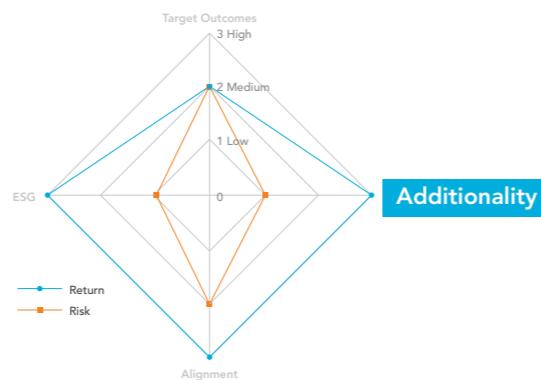 Target Outcomes
3 High
2 Medium
1 Low
ESG
0
Additionality
Return
Risk
Alignment